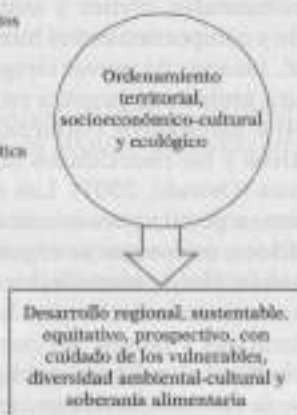 Ordenamiento
territorial,
socioeconómico-cultural
y ecológico
Desarrollo regional, sustentable,
equitativo, prospectivo, con
cuidado de los vulnerables,
diversidad ambiental-cultural y
soberanía alimentaria